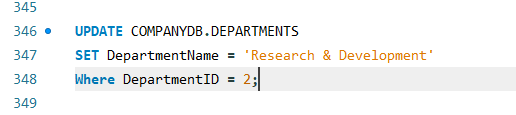 345
346 UPDATE COMPANYDB.DEPARTMENTS
347 SET DepartmentName = 'Research & Development'
348 Where DepartmentID = 2;
349